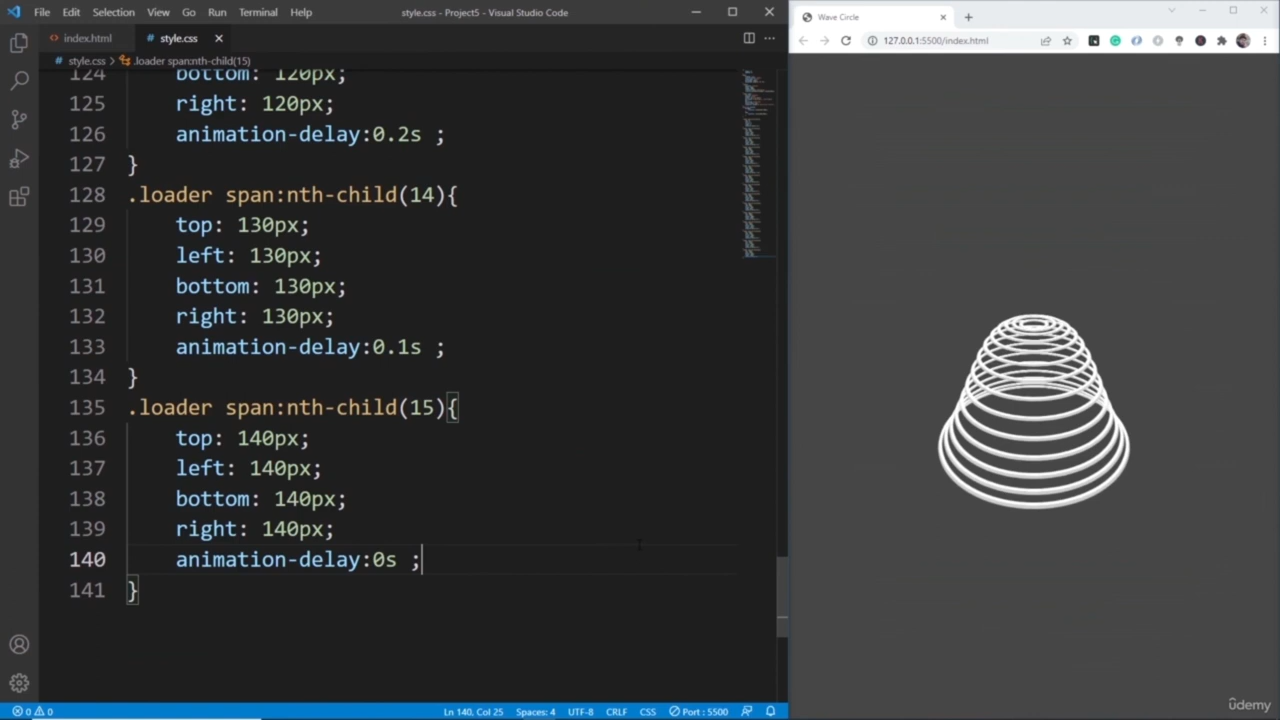 File Edit Selection View Go Run Terminal Help
style.css - Project5 - Visual Studio Code
index.html
style.css
style.css > .loader span:nth-child(15)
124 bottom: 120px;
125 right: 120px;
126 animation-delay:0.2s ;
127 }
128 .loader span:nth-child(14){
129 top: 130px;
130 left: 130px;
131 bottom: 130px;
132 right: 130px;
133 animation-delay:0.1s ;
134 }
135 .loader span:nth-child(15){
136 top: 140px;
137 left: 140px;
138 bottom: 140px;
139 right: 140px;
140 animation-delay:0s ;
141 }
0 0
Ln 140, Col 25 Spaces: 4 UTF-8 CRLF CSS Port : 5500
Wave Circle
127.0.0.1:5500/index.html
ûdemy